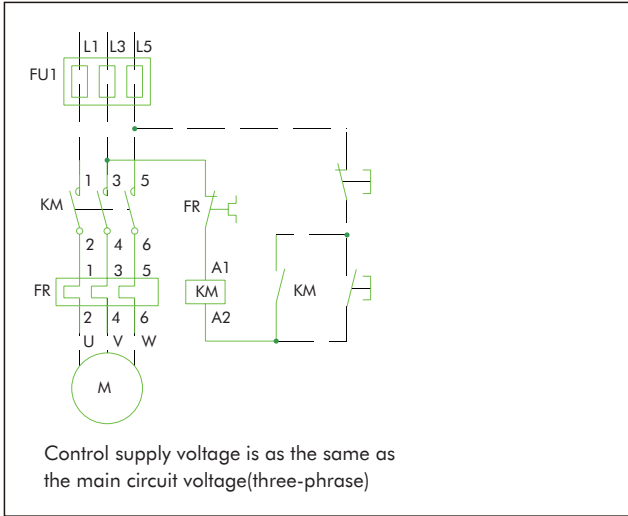 L1 L3 L5
FU1
1 3 5
KM
FR
2 4 6
1 3 5
A1
FR
KM
KM
2 4 6
A2
U V W
M
Control supply voltage is as the same as
the main circuit voltage(three-phrase)